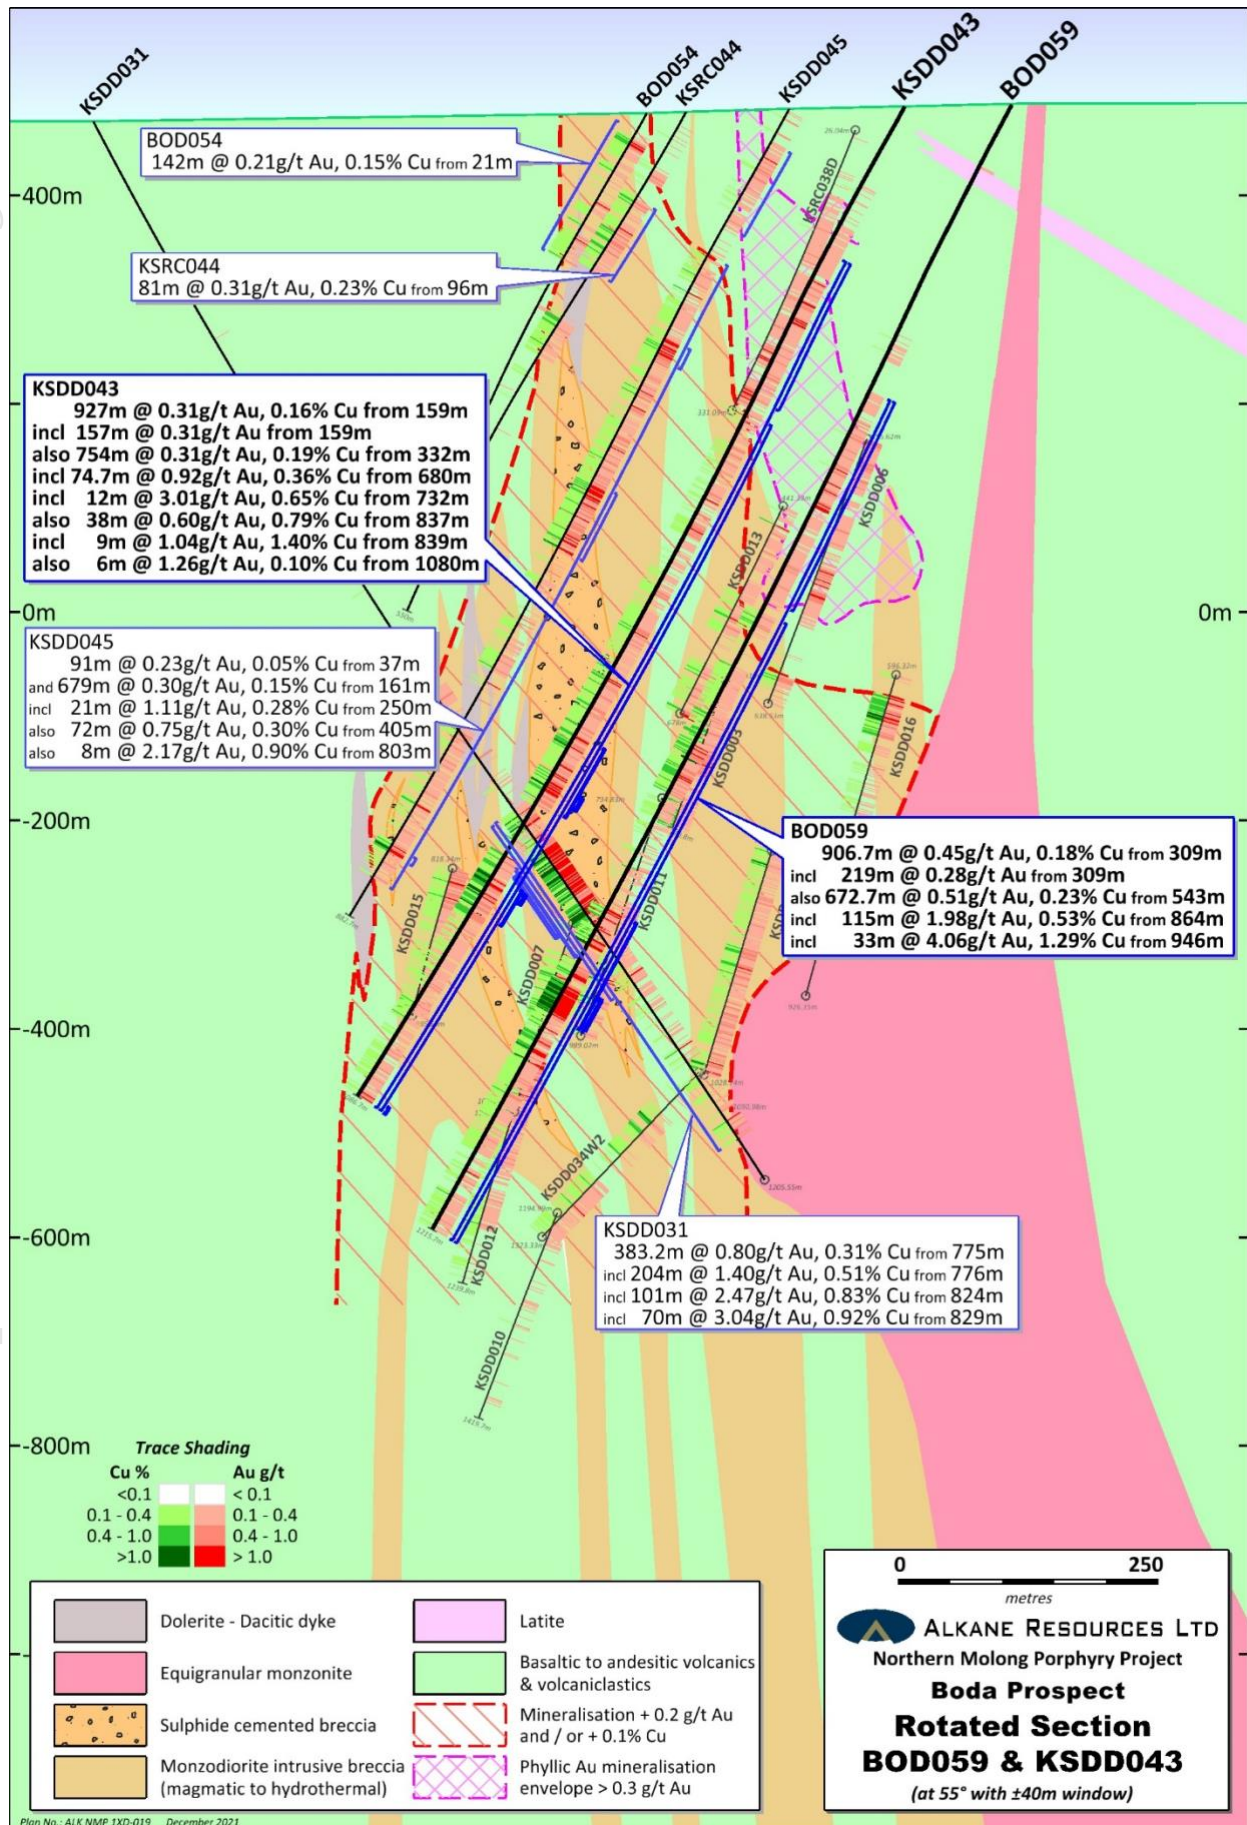 KSDD031
BOD054
KSRC044
KSDD045
KSDD043
BOD059
BOD054
142m @ 0.21g/t Au, 0.15% Cu from 21m
26.04m
KSRC038D
400m
KSRC044
81m @ 0.31g/t Au, 0.23% Cu from 96m
KSDD043
927m @ 0.31g/t Au, 0.16% Cu from 159m
incl 157m @ 0.31g/t Au from 159m
also 754m @ 0.31g/t Au, 0.19% Cu from 332m
incl 74.7m @ 0.92g/t Au, 0.36% Cu from 680m
incl 12m @ 3.01g/t Au, 0.65% Cu from 732m
also 38m @ 0.60g/t Au, 0.79% Cu from 837m
incl 9m @ 1.04g/t Au, 1.40% Cu from 839m
also 6m @ 1.26g/t Au, 0.10% Cu from 1080m
KSDD006
KSDD013
0m
0m
KSDD045
91m @ 0.23g/t Au, 0.05% Cu from 37m
and 679m @ 0.30g/t Au, 0.15% Cu from 161m
incl 21m @ 1.11g/t Au, 0.28% Cu from 250m
also 72m @ 0.75g/t Au, 0.30% Cu from 405m
also 8m @ 2.17g/t Au, 0.90% Cu from 803m
596.32m
KSDD016
KSDD003
-200m
BOD059
906.7m @ 0.45g/t Au, 0.18% Cu from 309m
incl 219m @ 0.28g/t Au from 309m
also 672.7m @ 0.51g/t Au, 0.23% Cu from 543m
incl 115m @ 1.98g/t Au, 0.53% Cu from 864m
incl 33m @ 4.06g/t Au, 1.29% Cu from 946m
KSDD015
KSDD011
KSDD007
926.35m
-400m
989.02m
KSDD034W2
1205.55m
-600m
KSDD012
KSDD031
383.2m @ 0.80g/t Au, 0.31% Cu from 775m
incl 204m @ 1.40g/t Au, 0.51% Cu from 776m
incl 101m @ 2.47g/t Au, 0.83% Cu from 824m
incl 70m @ 3.04g/t Au, 0.92% Cu from 829m
KSDD010
-800m
Trace Shading
Cu % Au g/t
<0.1 < 0.1
0.1 - 0.4 0.1 - 0.4
0.4 - 1.0 0.4 - 1.0
>1.0 > 1.0
Dolerite - Dacitic dyke
Equigranular monzonite
Sulphide cemented breccia
Monzodiorite intrusive breccia
(magmatic to hydrothermal)
Latite
Basaltic to andesitic volcanics
& volcaniclastics
Mineralisation + 0.2 g/t Au
and / or + 0.1% Cu
Phyllic Au mineralisation
envelope > 0.3 g/t Au
0 250
metres
ALKANE RESOURCES LTD
Northern Molong Porphyry Project
Boda Prospect
Rotated Section
BOD059 & KSDD043
(at 55° with ±40m window)
Plan No.: ALK NMP 1XD-019 December 2021